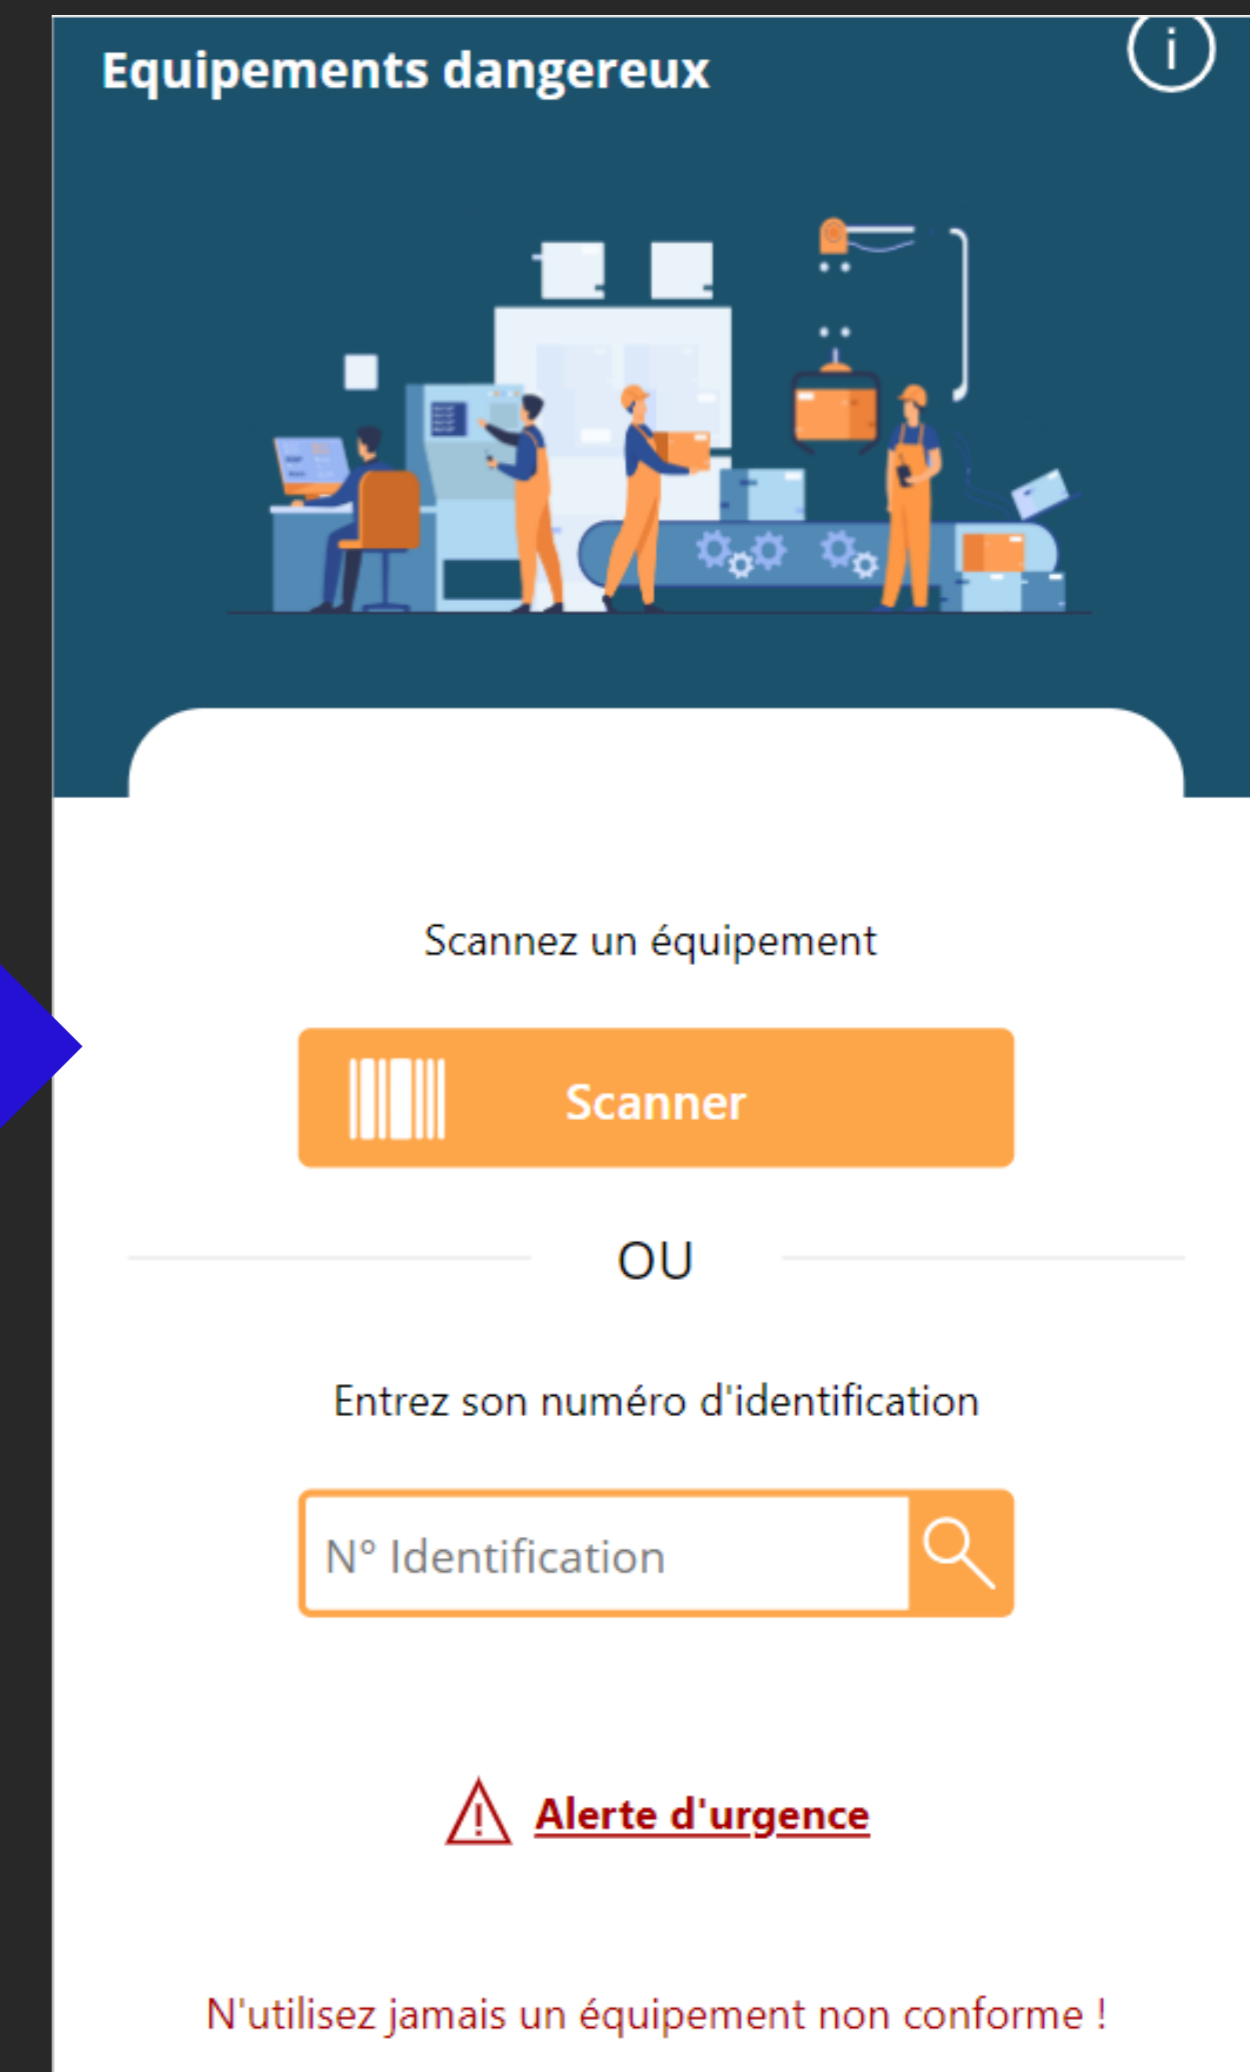 Equipements dangereux
i
Scannez un équipement
Scanner
OU
Entrez son numéro d'identification
N° Identification
Alerte d'urgence
N'utilisez jamais un équipement non conforme !